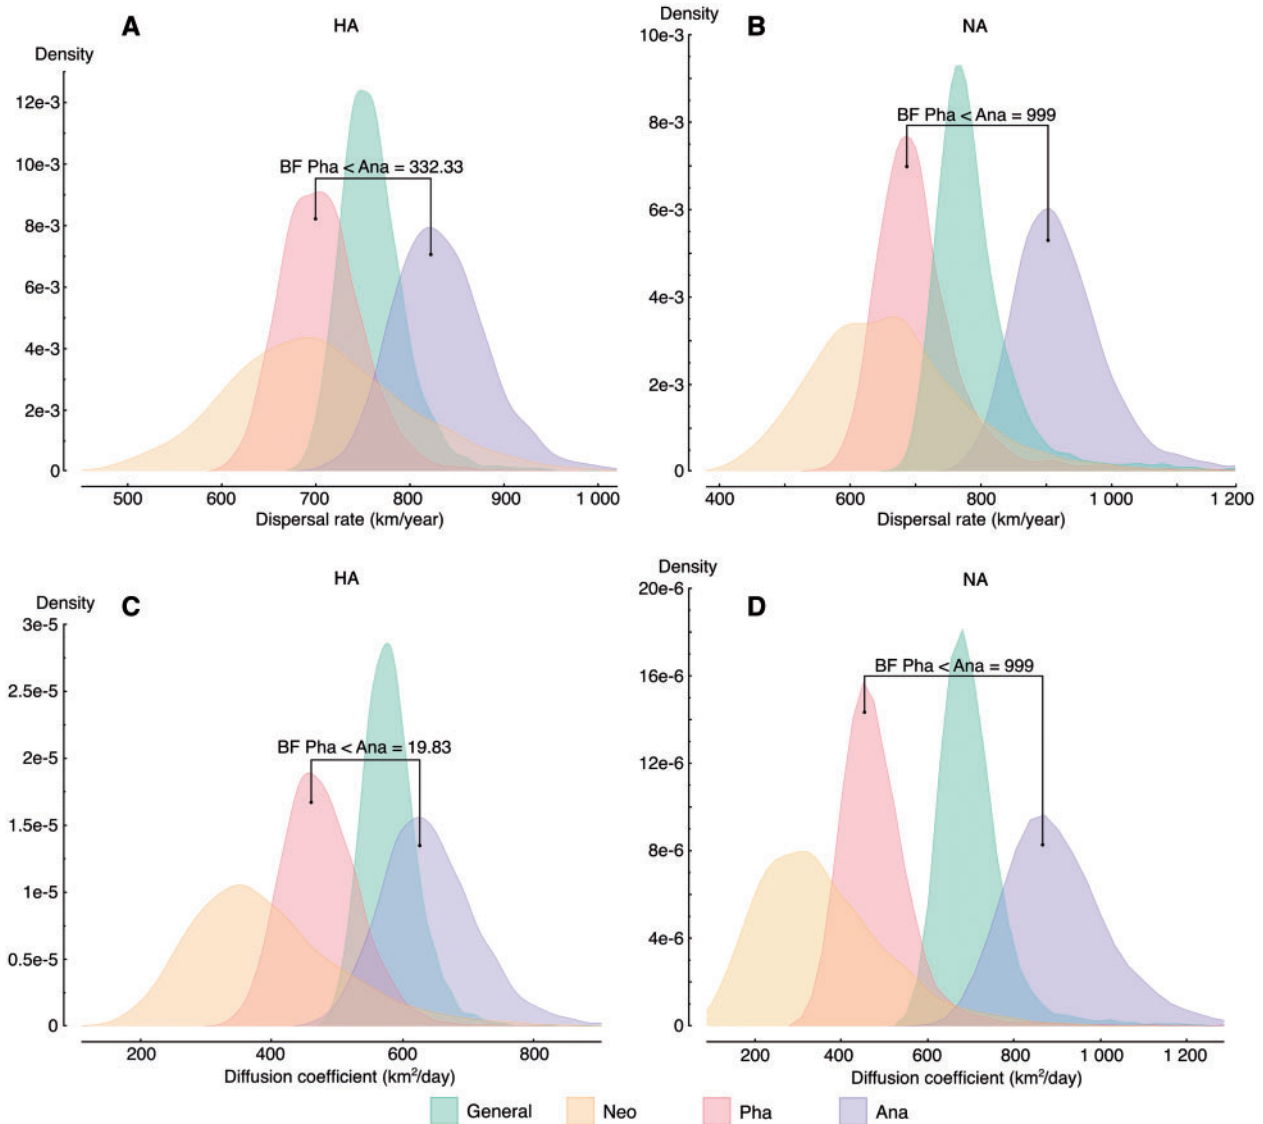 A
HA
Density
12e-3
10e-3
8e-3
6e-3
4e-3
2e-3
0
BF Pha < Ana = 332.33
500 600 700 800 900 1 000
Dispersal rate (km/year)
B
NA
Density
10e-3
8e-3
6e-3
4e-3
2e-3
0
BF Pha < Ana = 999
400 600 800 1 000 1 200
Dispersal rate (km/year)
C
HA
Density
3e-5
2.5e-5
2e-5
1.5e-5
1e-5
0.5e-5
0
BF Pha < Ana = 19.83
200 400 600 800
Diffusion coefficient (km²/day)
D
NA
Density
20e-6
16e-6
12e-6
8e-6
4e-6
0
BF Pha < Ana = 999
200 400 600 800 1 000 1 200
Diffusion coefficient (km²/day)
General Neo Pha Ana